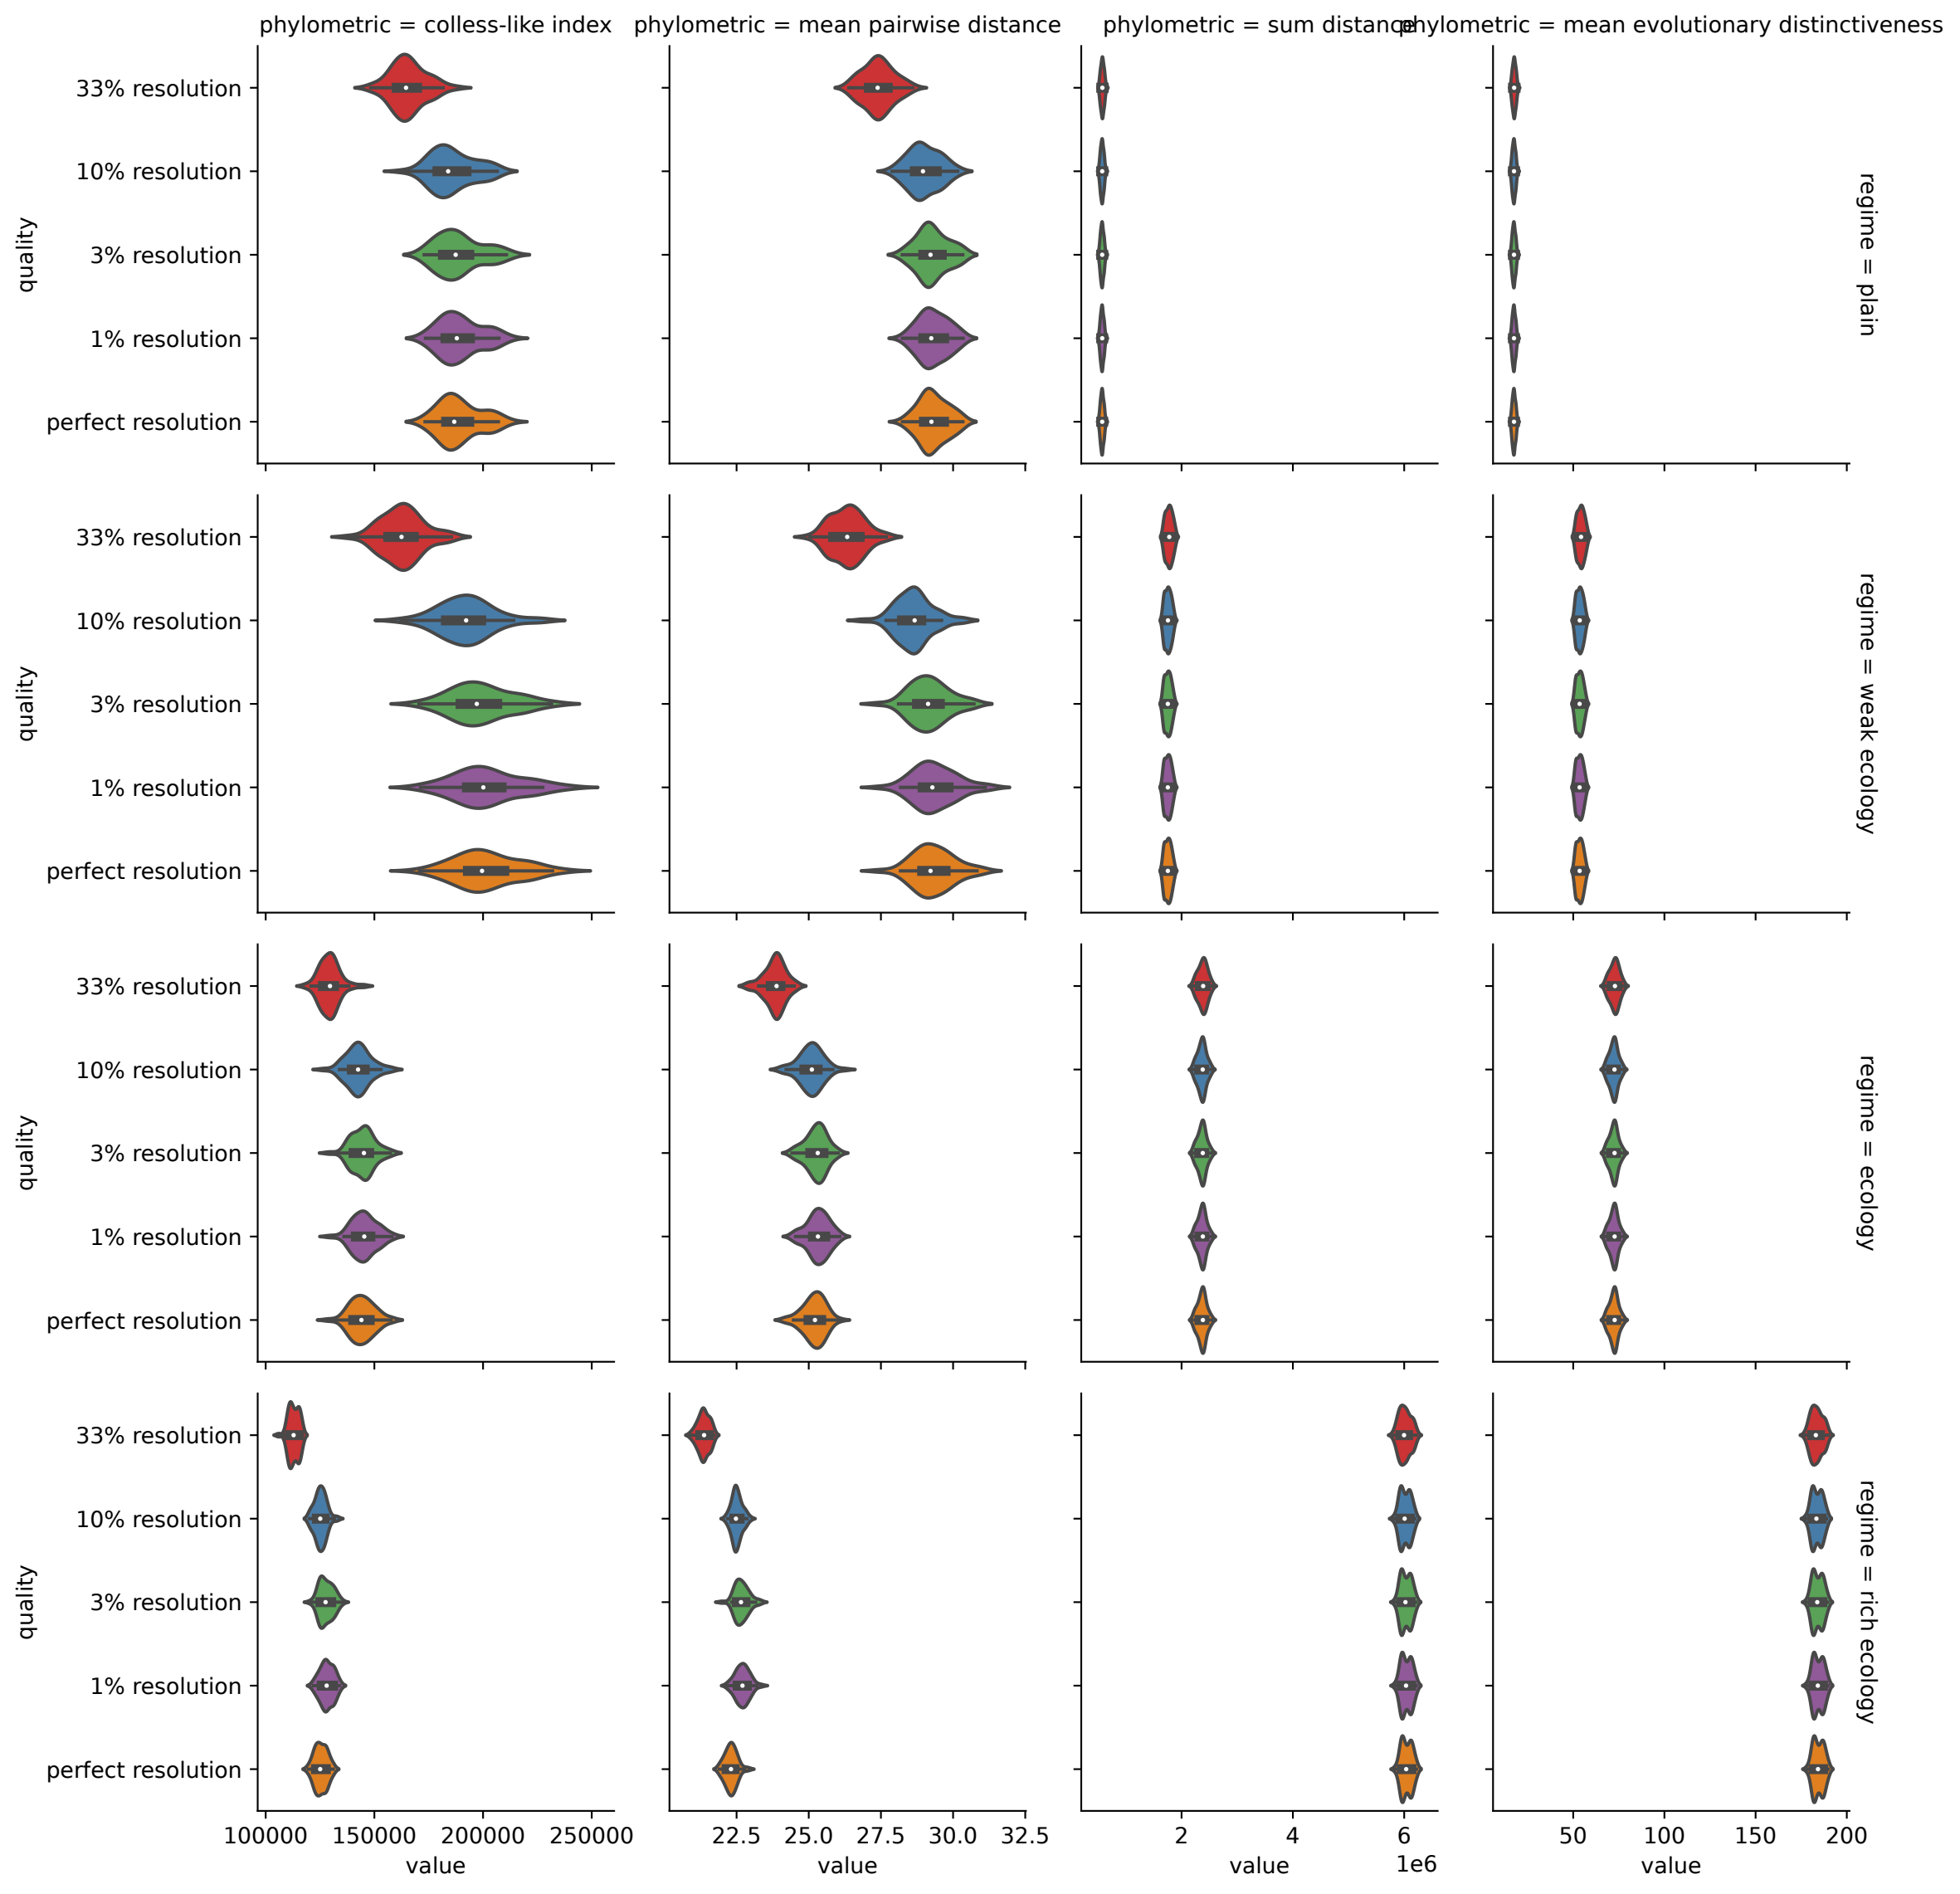 phylometric = colless-like index
phylometric = mean pairwise distance
phylometric = sum distance
phylometric = mean evolutionary distinctiveness
quality
33% resolution
10% resolution
3% resolution
1% resolution
perfect resolution
regime = plain
quality
33% resolution
10% resolution
3% resolution
1% resolution
perfect resolution
regime = weak ecology
quality
33% resolution
10% resolution
3% resolution
1% resolution
perfect resolution
regime = ecology
quality
33% resolution
10% resolution
3% resolution
1% resolution
perfect resolution
regime = rich ecology
100000 150000 200000 250000
value
22.5 25.0 27.5 30.0 32.5
value
2 4 6
1e6
value
50 100 150 200
value